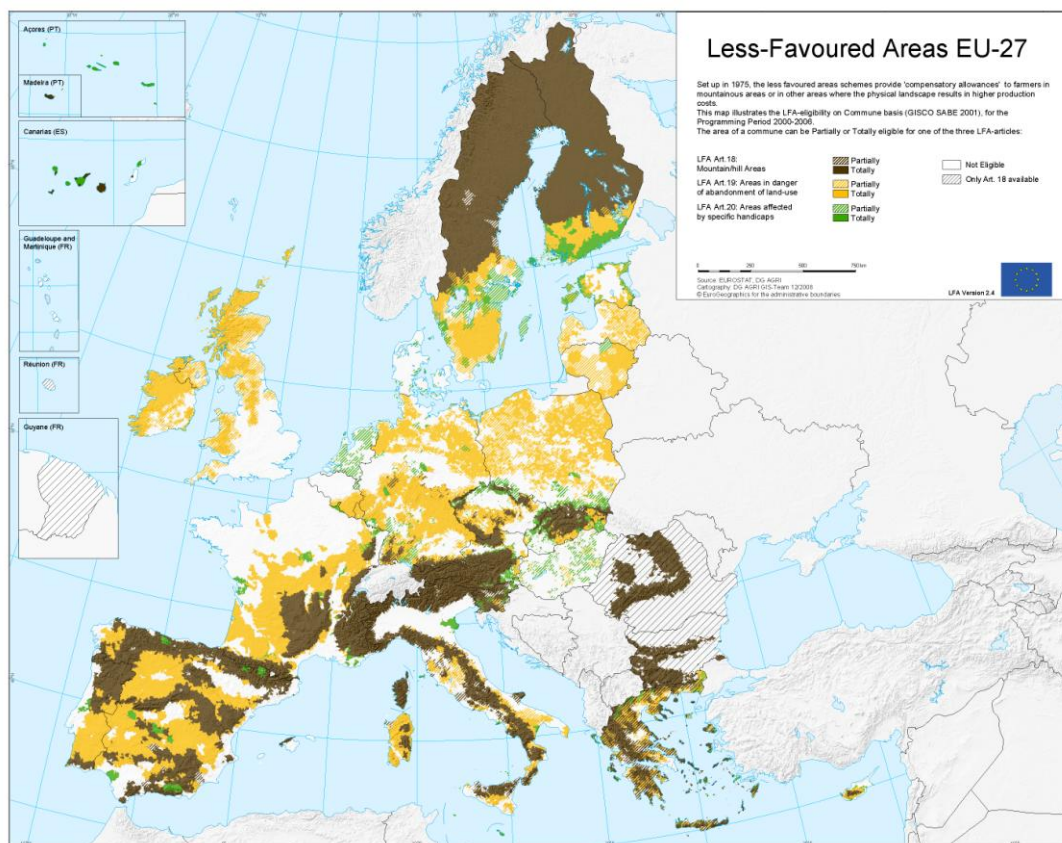 Açores (PT)
Madeira (PT)
Canarias (ES)
Guadeloupe and
Martinique (FR)
Réunion (FR)
Guyane (FR)
Less-Favoured Areas EU-27
Set up in 1975, the less favoured areas schemes provide 'compensatory allowances' to farmers in
mountainous areas or in other areas where the physical landscape results in higher production
costs.
This map illustrates the LFA-eligibility on Commune basis (GISCO SABE 2001), for the
Programming Period 2000-2006.
The area of a commune can be Partially or Totally eligible for one of the three LFA-articles:
LFA Art.18:
Mountain/hill Areas
Partially
Totally
LFA Art.19: Areas in danger
of abandonment of land-use
Partially
Totally
LFA Art.20: Areas affected
by specific handicaps
Partially
Totally
Not Eligible
Only Art. 18 available
0 250 500 750 km
Source: EUROSTAT, DG AGRI
Cartography: DG AGRI GIS-Team 12/2008
© EuroGeographics for the administrative boundaries
LFA Version 2.4